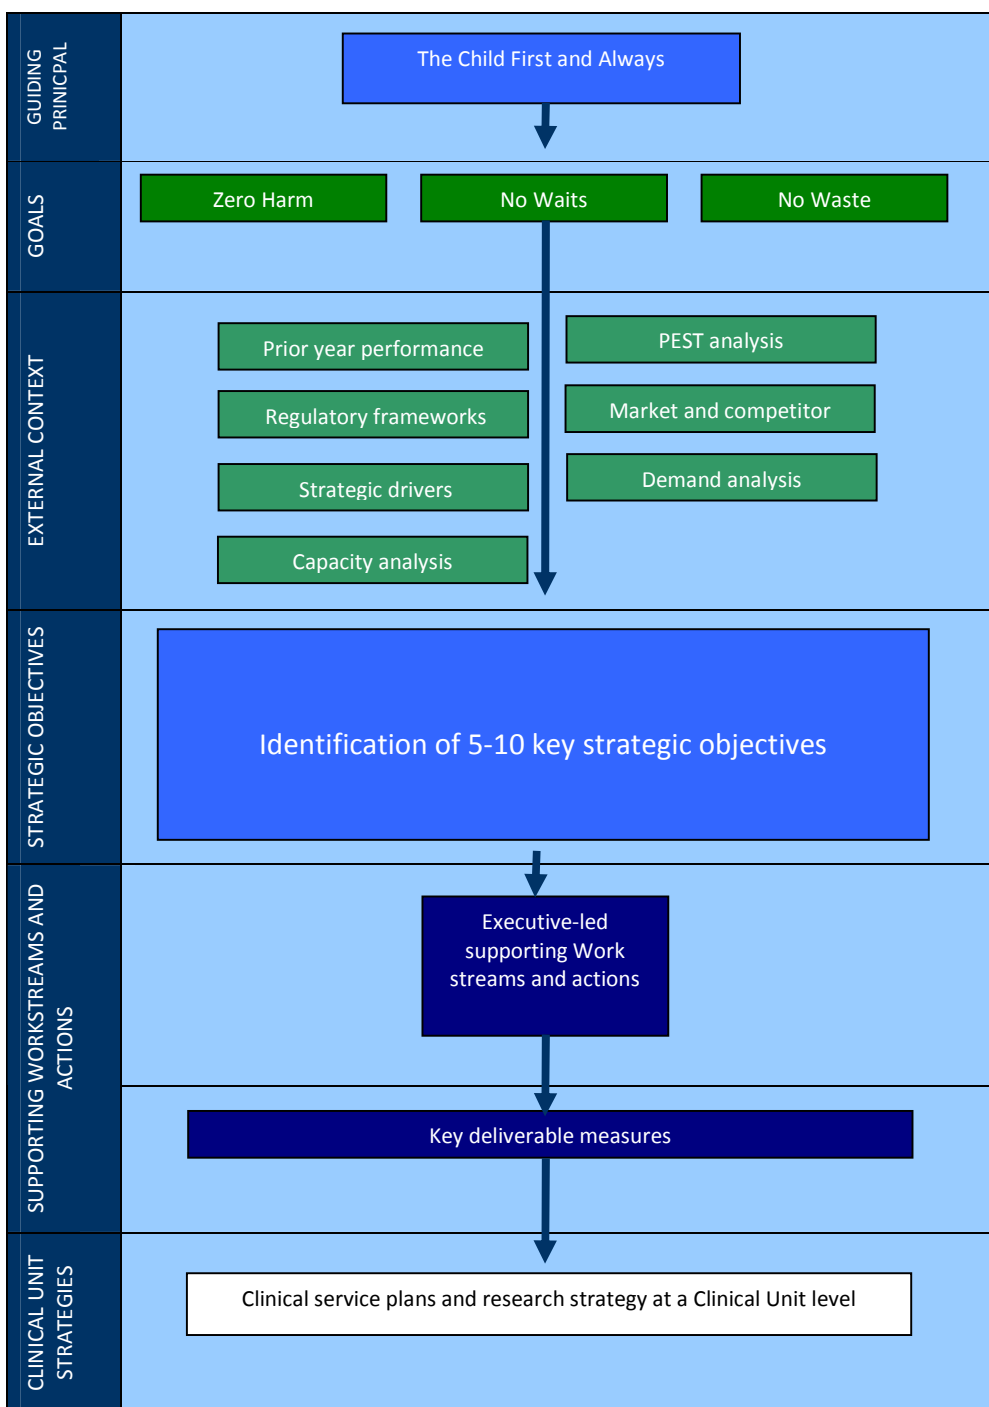 GUIDING
PRINICPAL
The Child First and Always
GOALS
Zero Harm
No Waits
No Waste
EXTERNAL CONTEXT
Prior year performance
PEST analysis
Regulatory frameworks
Market and competitor
Strategic drivers
Demand analysis
Capacity analysis
STRATEGIC OBJECTIVES
Identification of 5-10 key strategic objectives
SUPPORTING WORKSTREAMS AND
ACTIONS
Executive-led
supporting Work
streams and actions
Key deliverable measures
CLINICAL UNIT
STRATEGIES
Clinical service plans and research strategy at a Clinical Unit level